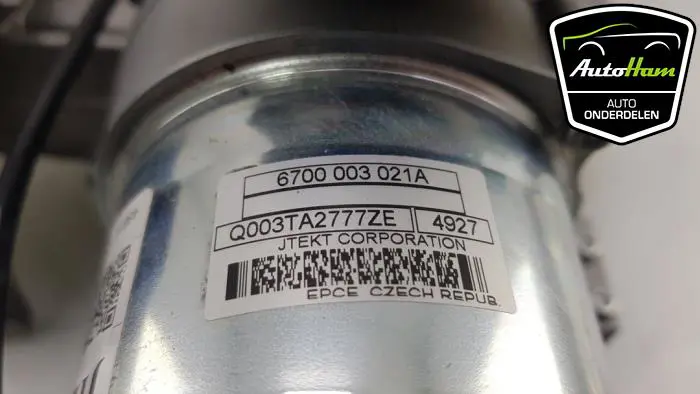 6700 003 021A
Q003TA2777ZE 4927
JTEKT CORPORATION
EPCE CZECH REPUB.
AutoHam
AUTO
ONDERDELEN